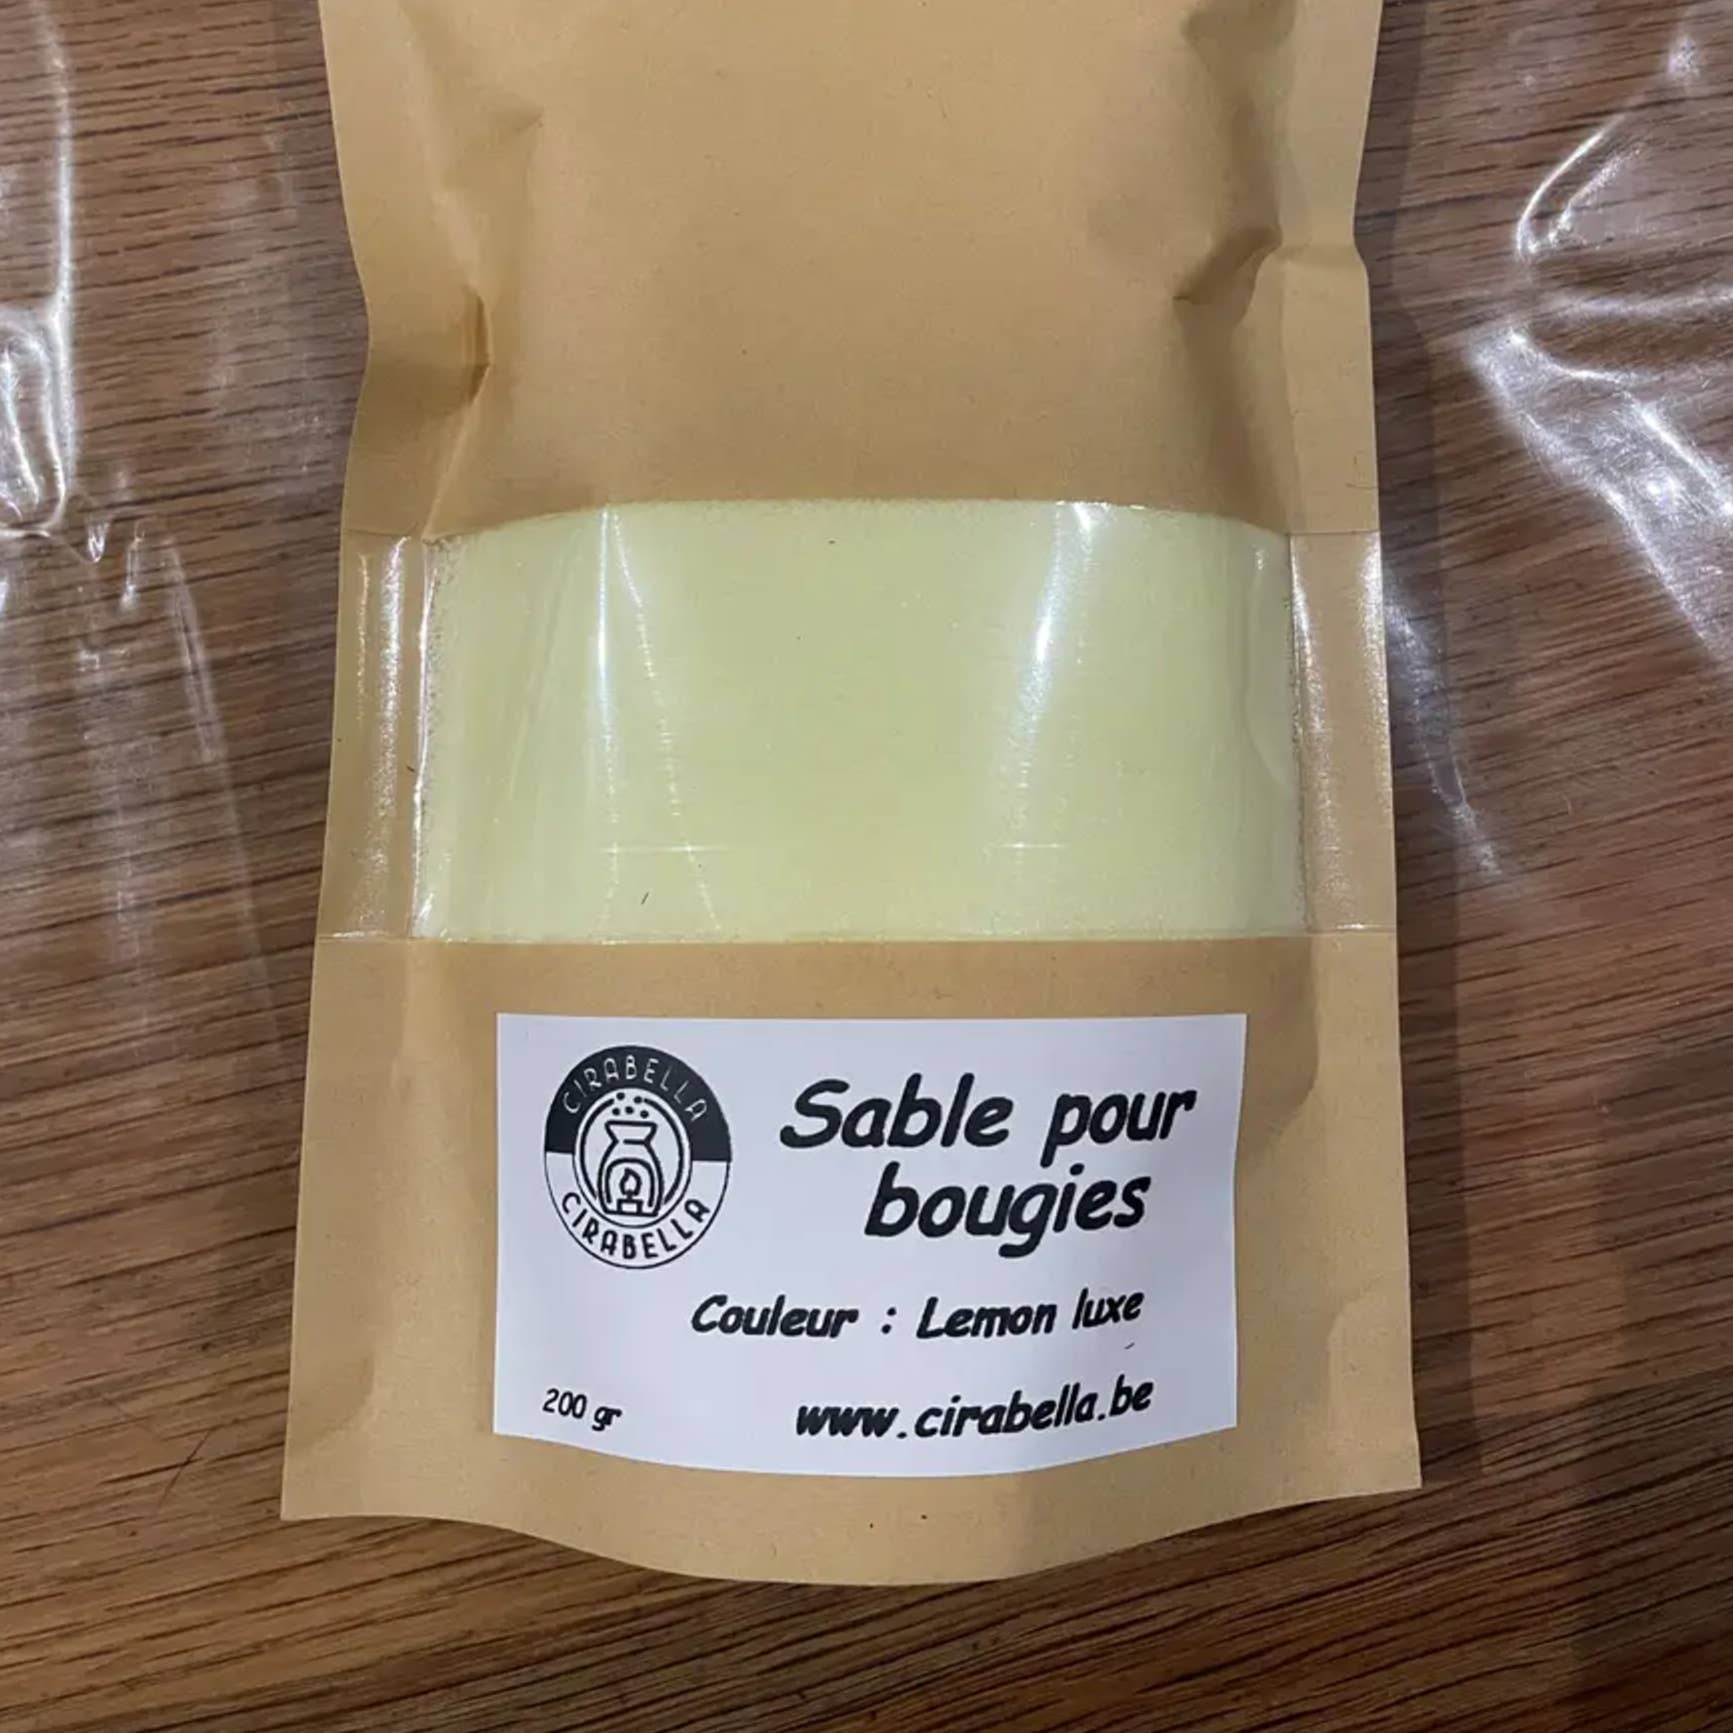 CIRABELLA
CIRABELLA
Sable pour
bougies
Couleur : Lemon luxe
200 gr
www.cirabella.be